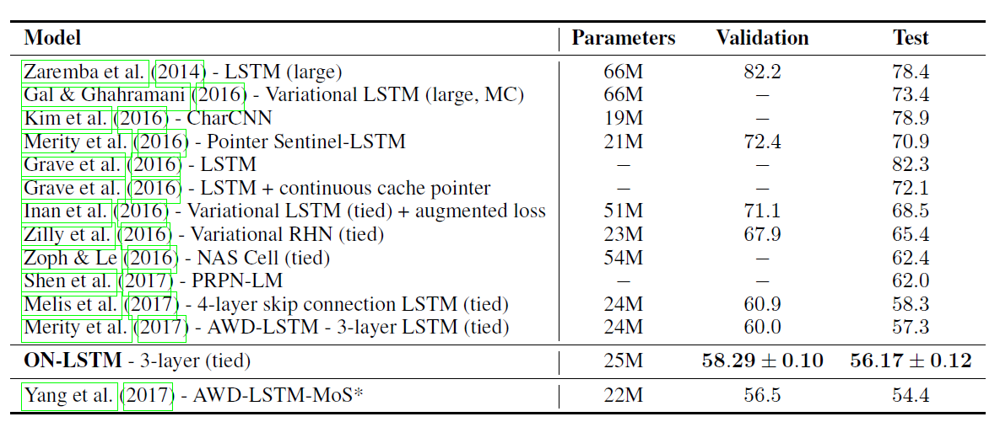 Model Parameters Validation Test
Zaremba et al. (2014) - LSTM (large) 66M 82.2 78.4
Gal & Ghahramani (2016) - Variational LSTM (large, MC) 66M − 73.4
Kim et al. (2016) - CharCNN 19M − 78.9
Merity et al. (2016) - Pointer Sentinel-LSTM 21M 72.4 70.9
Grave et al. (2016) - LSTM − − 82.3
Grave et al. (2016) - LSTM + continuous cache pointer − − 72.1
Inan et al. (2016) - Variational LSTM (tied) + augmented loss 51M 71.1 68.5
Zilly et al. (2016) - Variational RHN (tied) 23M 67.9 65.4
Zoph & Le (2016) - NAS Cell (tied) 54M − 62.4
Shen et al. (2017) - PRPN-LM − − 62.0
Melis et al. (2017) - 4-layer skip connection LSTM (tied) 24M 60.9 58.3
Merity et al. (2017) - AWD-LSTM - 3-layer LSTM (tied) 24M 60.0 57.3
ON-LSTM - 3-layer (tied) 25M 58.29 ± 0.10 56.17 ± 0.12
Yang et al. (2017) - AWD-LSTM-MoS* 22M 56.5 54.4